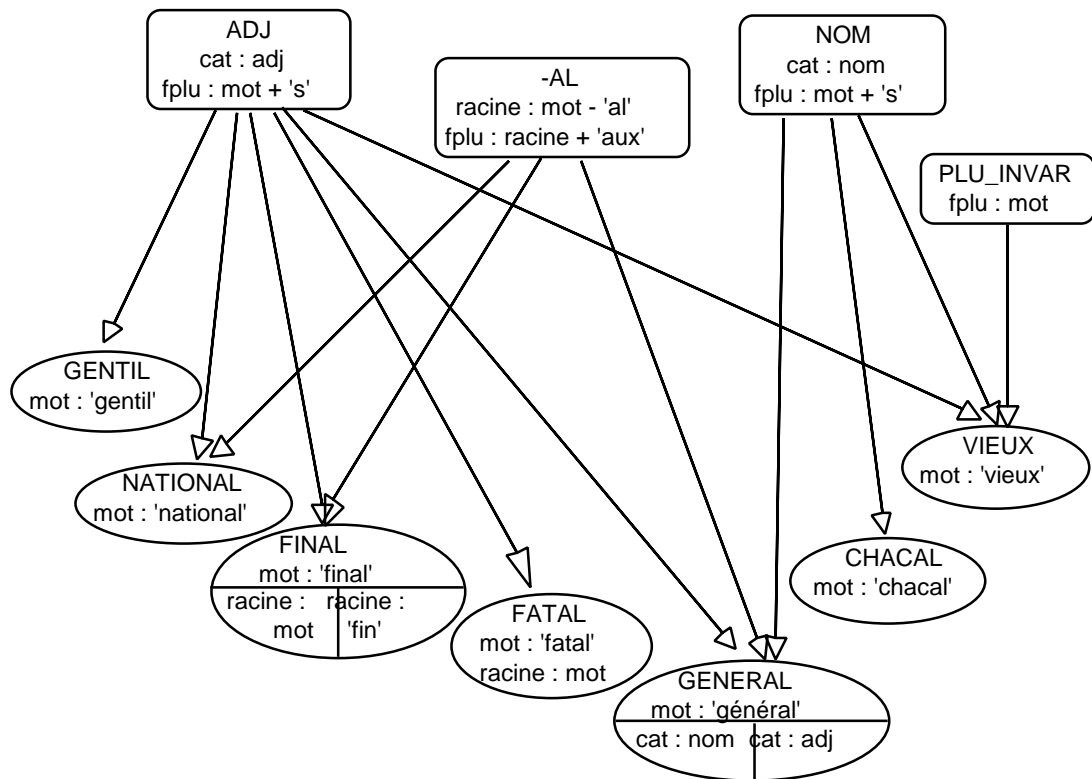 ADJ
cat : adj
fplu : mot + 's'
-AL
racine : mot - 'al'
fplu : racine + 'aux'
NOM
cat : nom
fplu : mot + 's'
PLU_INVAR
fplu : mot
GENTIL
mot : 'gentil'
NATIONAL
mot : 'national'
FINAL
mot : 'final'
racine : racine :
mot 'fin'
FATAL
mot : 'fatal'
racine : mot
GENERAL
mot : 'général'
cat : nom cat : adj
CHACAL
mot : 'chacal'
VIEUX
mot : 'vieux'